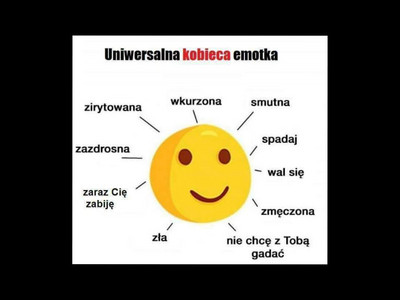 Uniwersalna kobieca emotka
wkurzona
smutna
zirytowana
spadaj
zazdrosna
wal się
zaraz Cię
zabiję
zmęczona
zła
nie chcę z Tobą
gadać